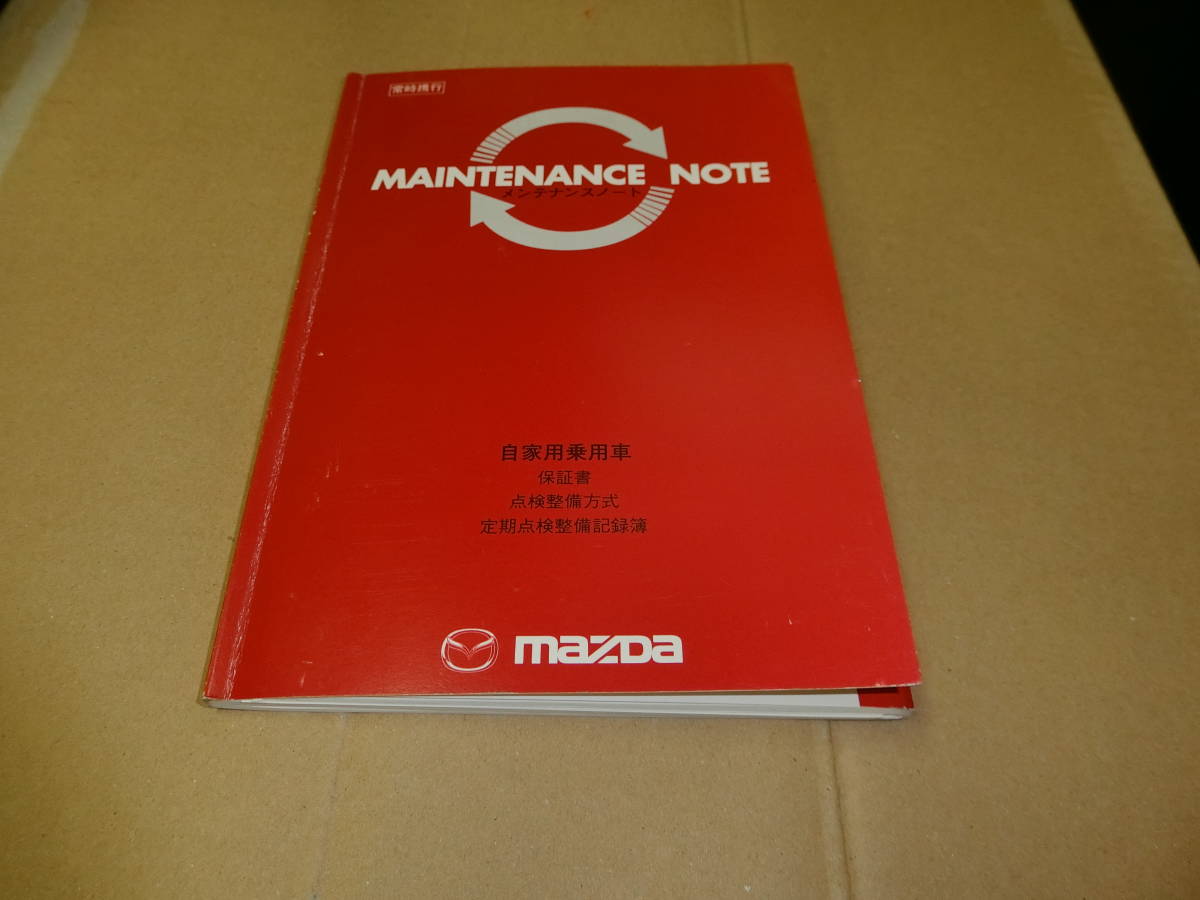 常時携行
MAINTENANCE NOTE
メンテナンスノート
自家用乗用車
保証書
点検整備方式
定期点検整備記録簿
mazda